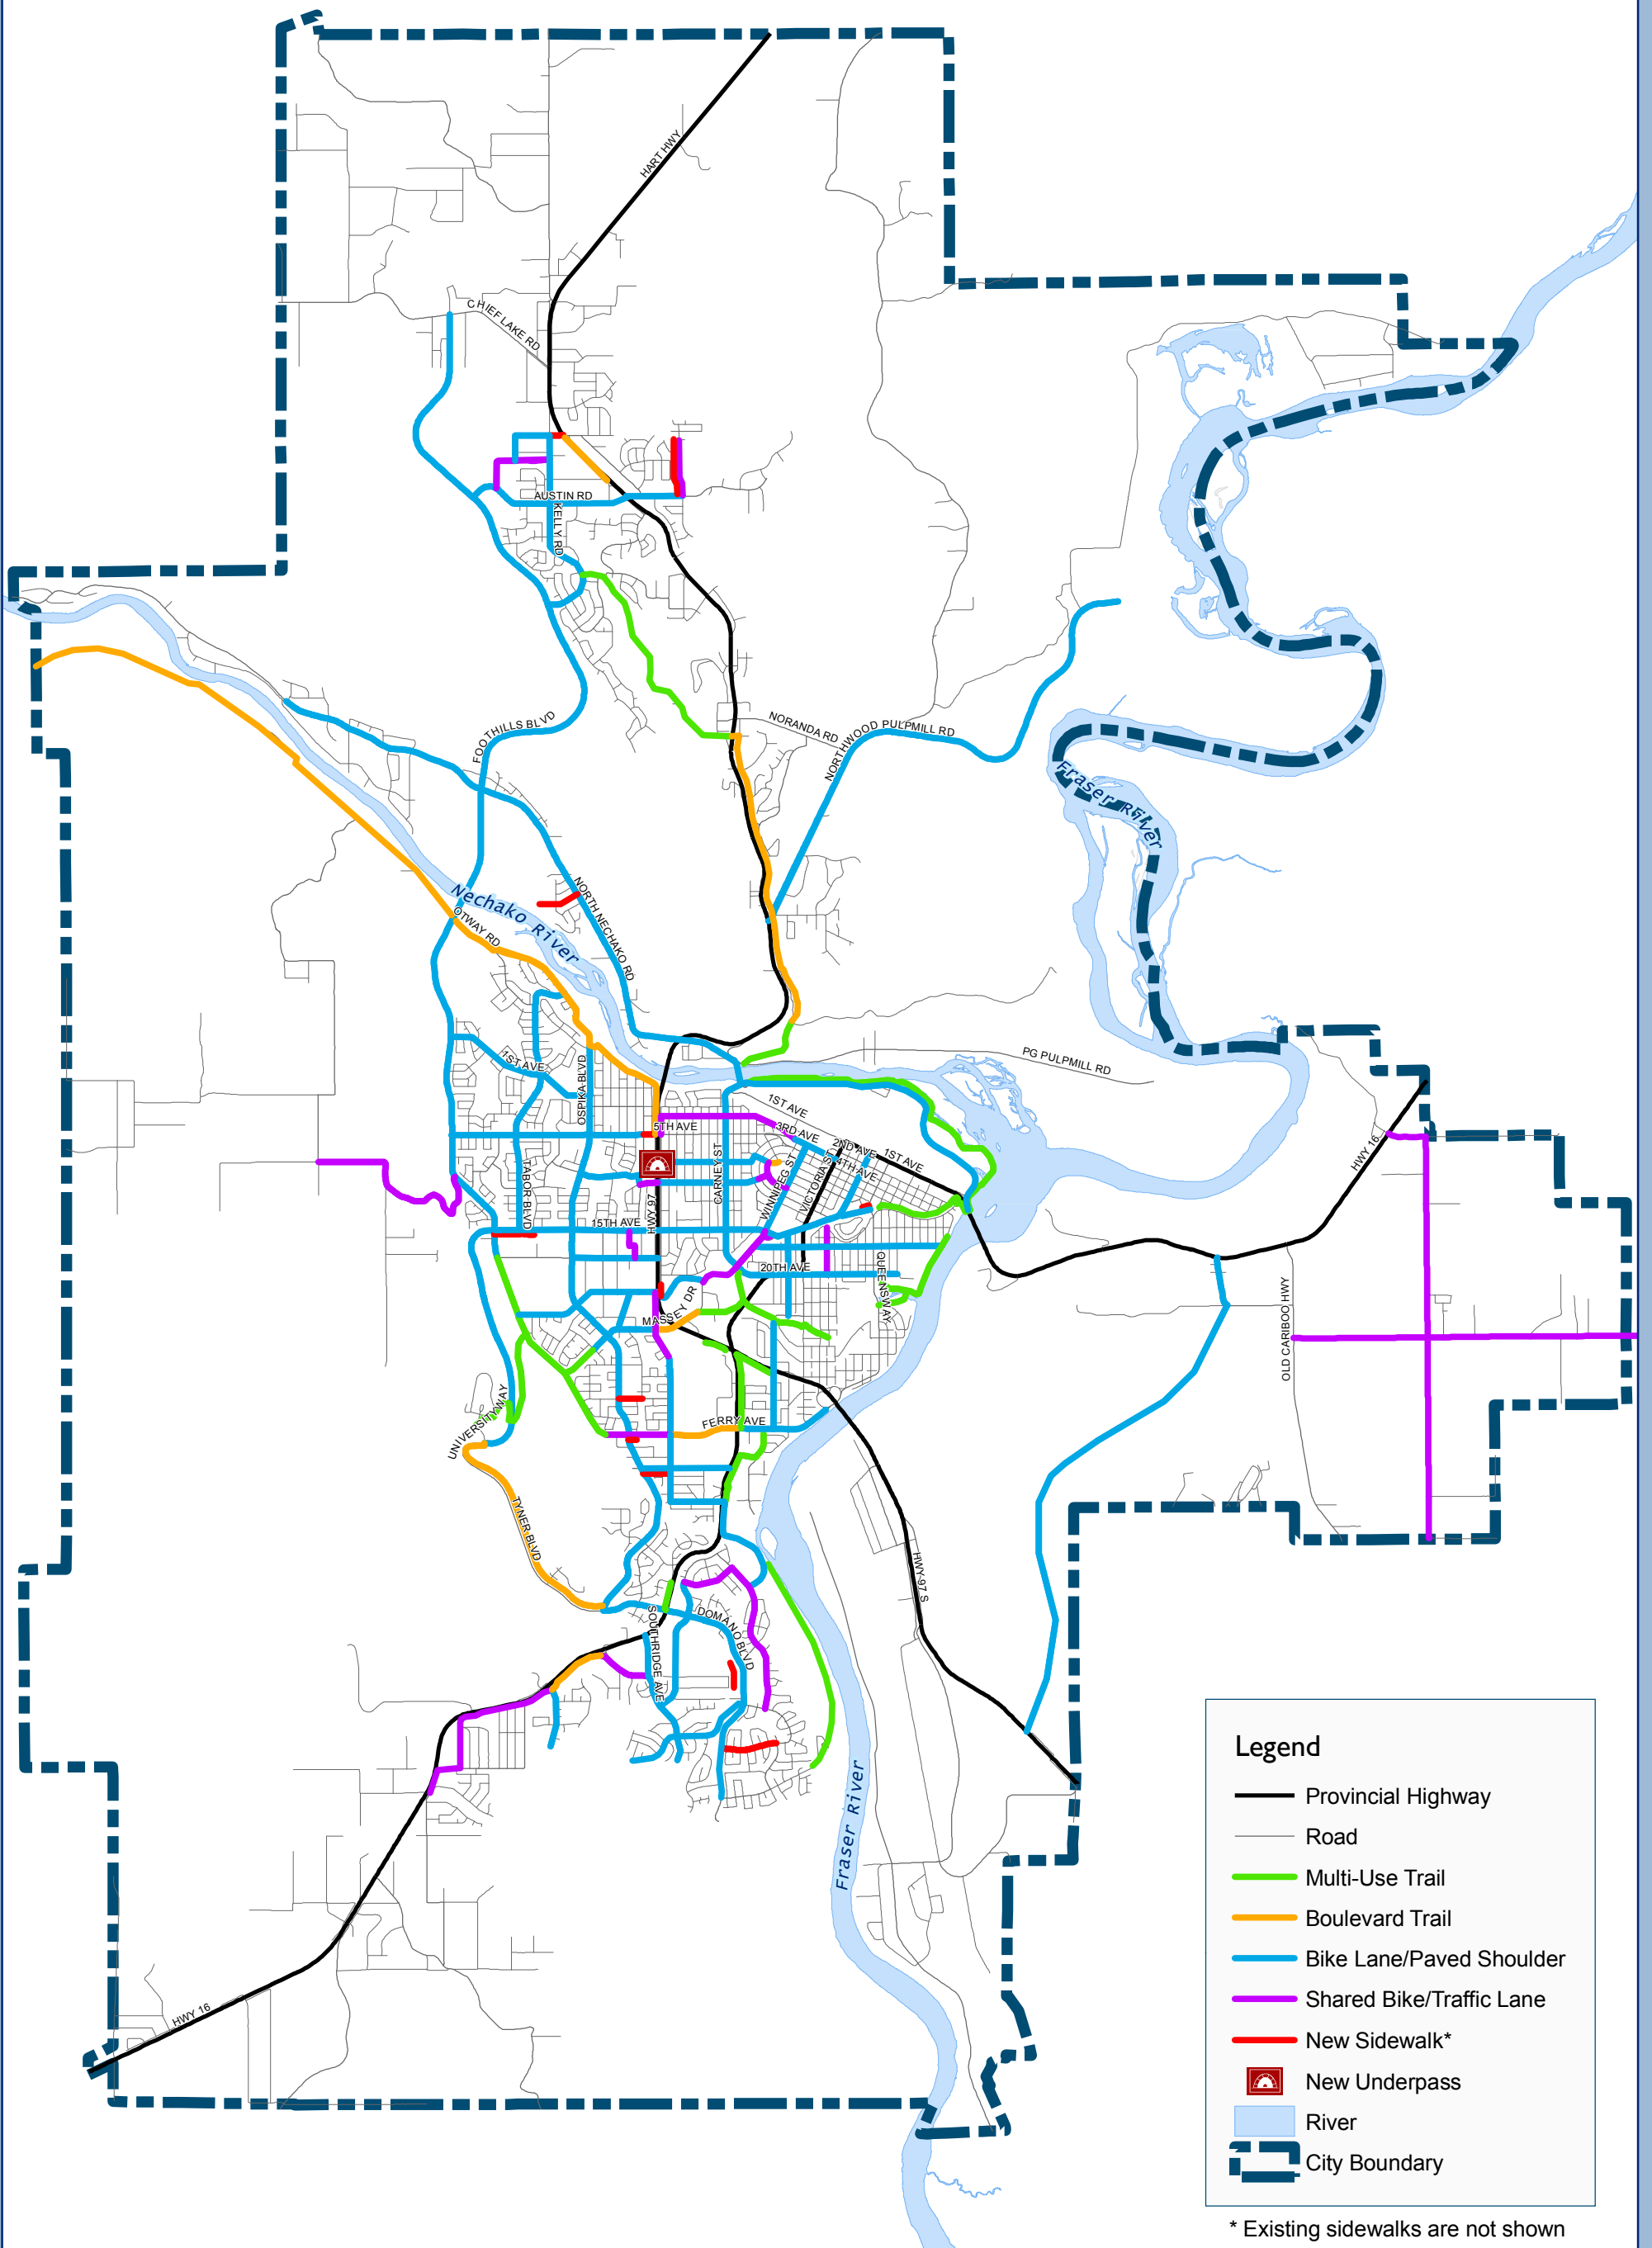 HART HWY
CHIEF LAKE RD
AUSTIN RD
KELLY RD
FOOTHILLS BLVD
NORANDA RD
NORTHWOOD PULPMILL RD
Fraser River
Nechako River
OTWAY RD
NORTH NECHAKO RD
PG PULPMILL RD
1ST AVE
OSPIKA BLVD
1ST AVE
5TH AVE
3RD AVE
2ND AVE
1ST AVE
4TH AVE
HWY 16
TABOR BLVD
CARNEY ST
WINNIPEG ST
VICTORIA ST
HWY 97
15TH AVE
20TH AVE
QUEENSWAY
OLD CARIBOO HWY
MASSEY DR
UNIVERSITY WAY
FERRY AVE
TYNER BLVD
HWY 97 S
SOUTHRIDGE AVE
DOMANO BLVD
Fraser River
HWY 16
Legend
Provincial Highway
Road
Multi-Use Trail
Boulevard Trail
Bike Lane/Paved Shoulder
Shared Bike/Traffic Lane
New Sidewalk*
New Underpass
River
City Boundary
* Existing sidewalks are not shown